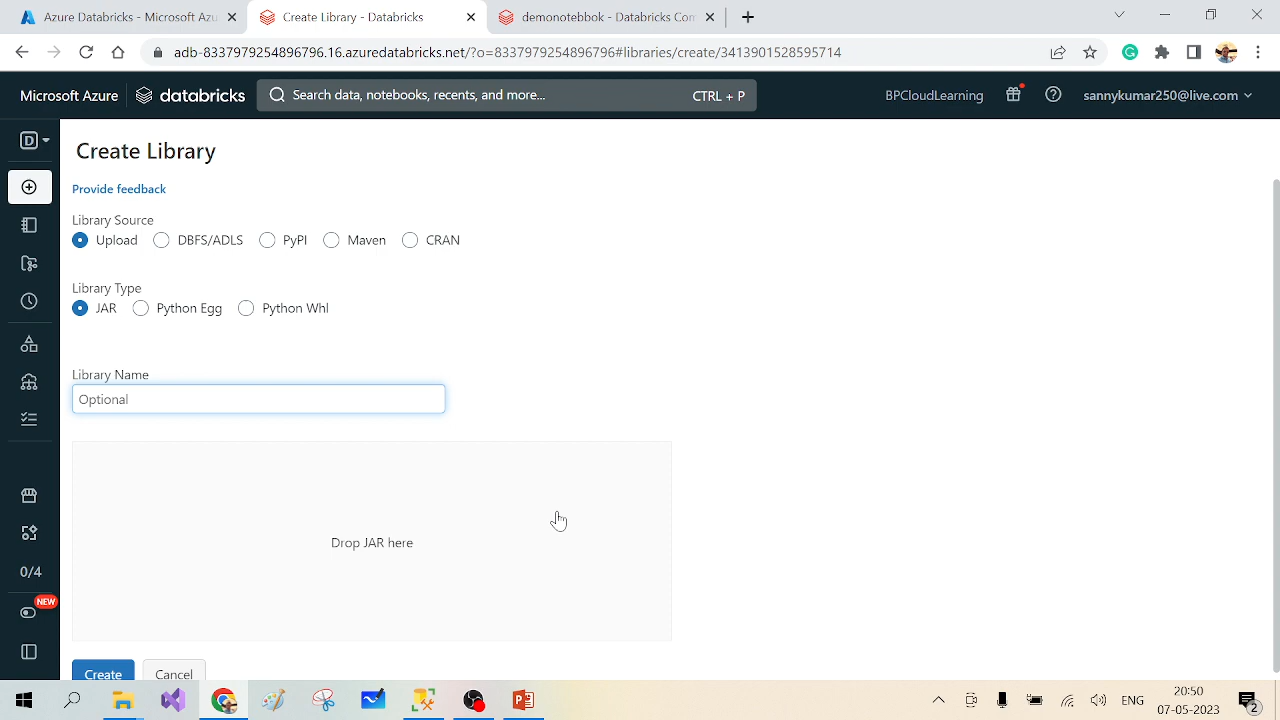 Azure Databricks - Microsoft Azu
Create Library - Databricks
demonotebbok - Databricks Com
adb-8337979254896796.16.azuredatabricks.net/?o=8337979254896796#libraries/create/3413901528595714
Microsoft Azure
databricks
Search data, notebooks, recents, and more...
CTRL + P
BPCloudLearning
sannykumar250@live.com
D
Create Library
Provide feedback
Library Source
Upload DBFS/ADLS PyPI Maven CRAN
Library Type
JAR Python Egg Python Whl
Library Name
Optional
Drop JAR here
0/4
NEW
Create Cancel
ENG
20:50
07-05-2023
2